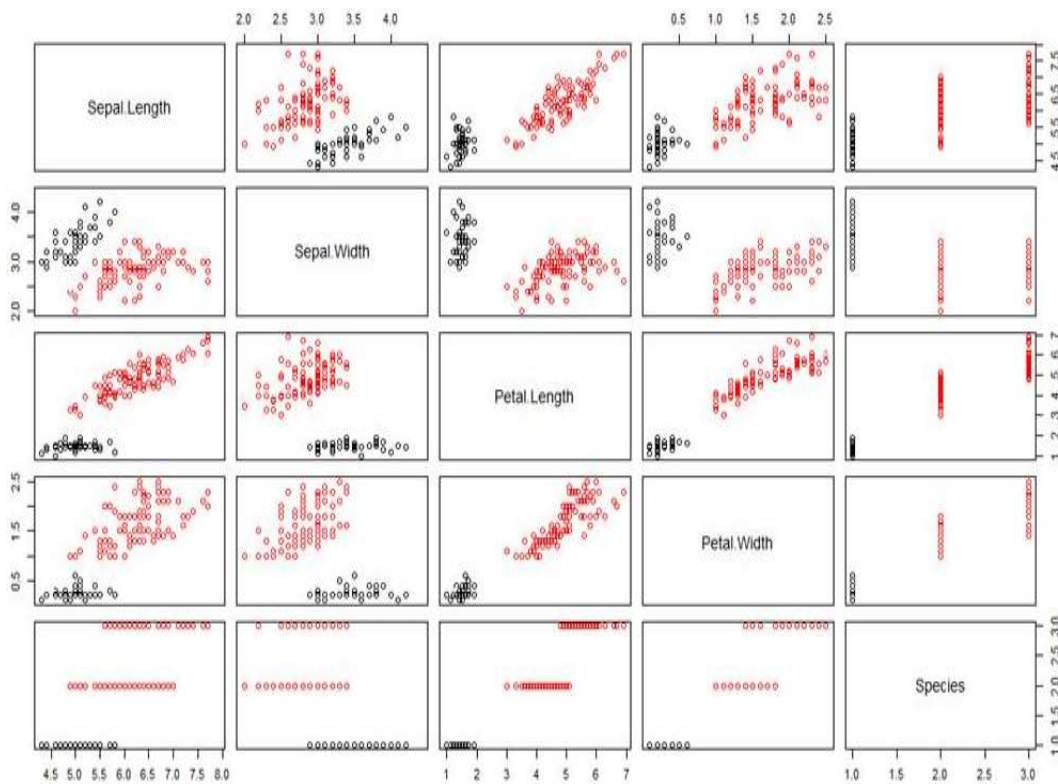 2.0 2.5 3.0 3.5 4.0
0.5 1.0 1.5 2.0 2.5
Sepal.Length
4.5 5.5 6.5 7.5
2.0 3.0 4.0
Sepal.Width
Petal.Length
1 2 3 4 5 6 7
0.5 1.5 2.5
Petal.Width
Species
1.0 1.5 2.0 2.5 3.0
4.5 5.0 5.5 6.0 6.5 7.0 7.5 8.0
1 2 3 4 5 6 7
1.0 1.5 2.0 2.5 3.0